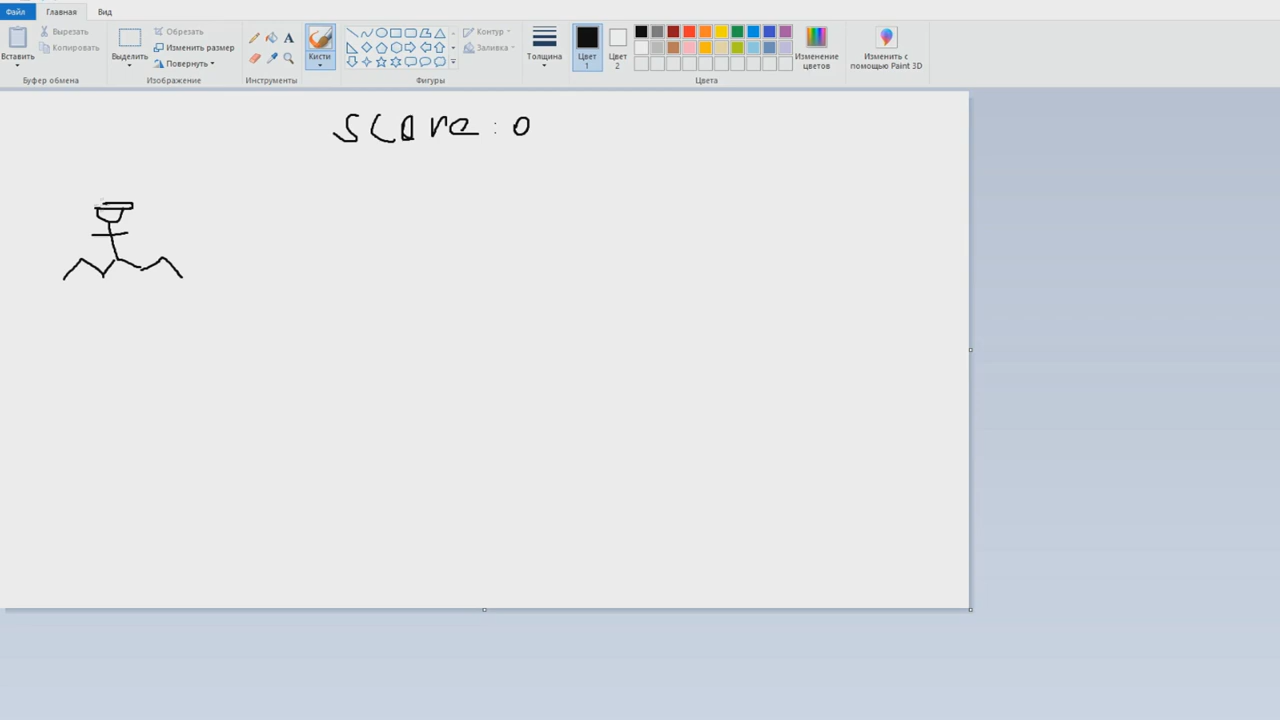 Файл Главная Вид
Вставить
Вырезать
Копировать
Буфер обмена
Выделить
Обрезать
Изменить размер
Повернуть
Изображение
A
Инструменты
Кисти
Контур
Заливка
Фигуры
Толщина
Цвет 1
Цвет 2
Изменение цветов
Цвета
Изменить с помощью Paint 3D
Score: 0